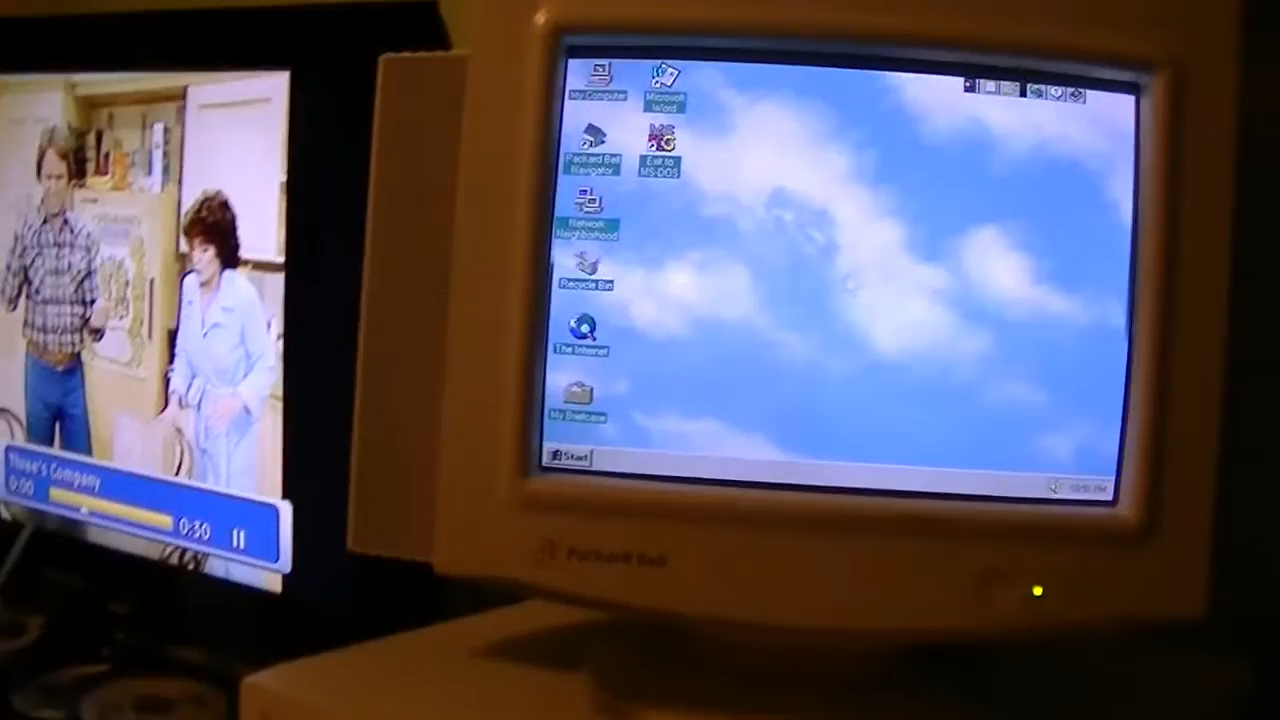 My Computer
Microsoft
Word
Packard Bell
Navigator
Exit to
MS-DOS
Network
Neighborhood
Recycle Bin
The Internet
My Briefcase
Start
Three's Company
0:00
0:30
Packard Bell